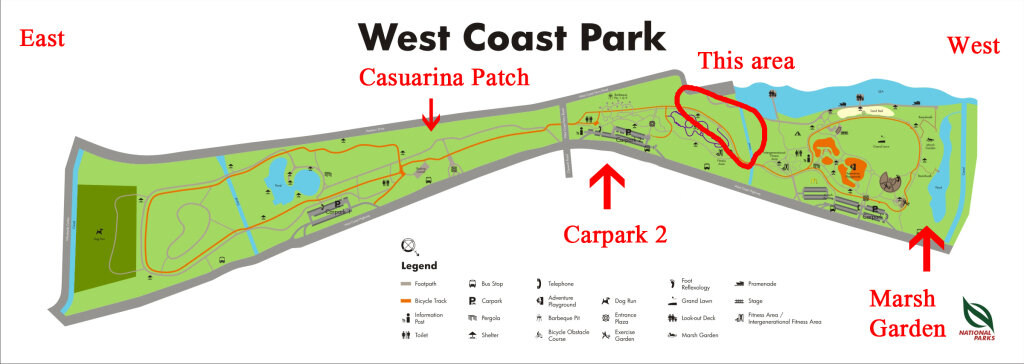 West Coast Park
East
West
This area
Casuarina Patch
Carpark 2
Marsh
Garden
Pond
Carpark 1
Carpark 2
Carpark 3
Legend
Footpath
Bicycle Track
Information
Post
Toilet
Bus Stop
Carpark
Pergola
Shelter
Telephone
Adventure
Playground
Barbeque Pit
Bicycle Obstacle
Course
Dog Run
Entrance
Plaza
Exercise
Garden
Foot
Reflexology
Grand Lawn
Look-out Deck
Marsh Garden
Promenade
Stage
Fitness Area /
Intergenerational Fitness Area
NATIONAL
PARKS